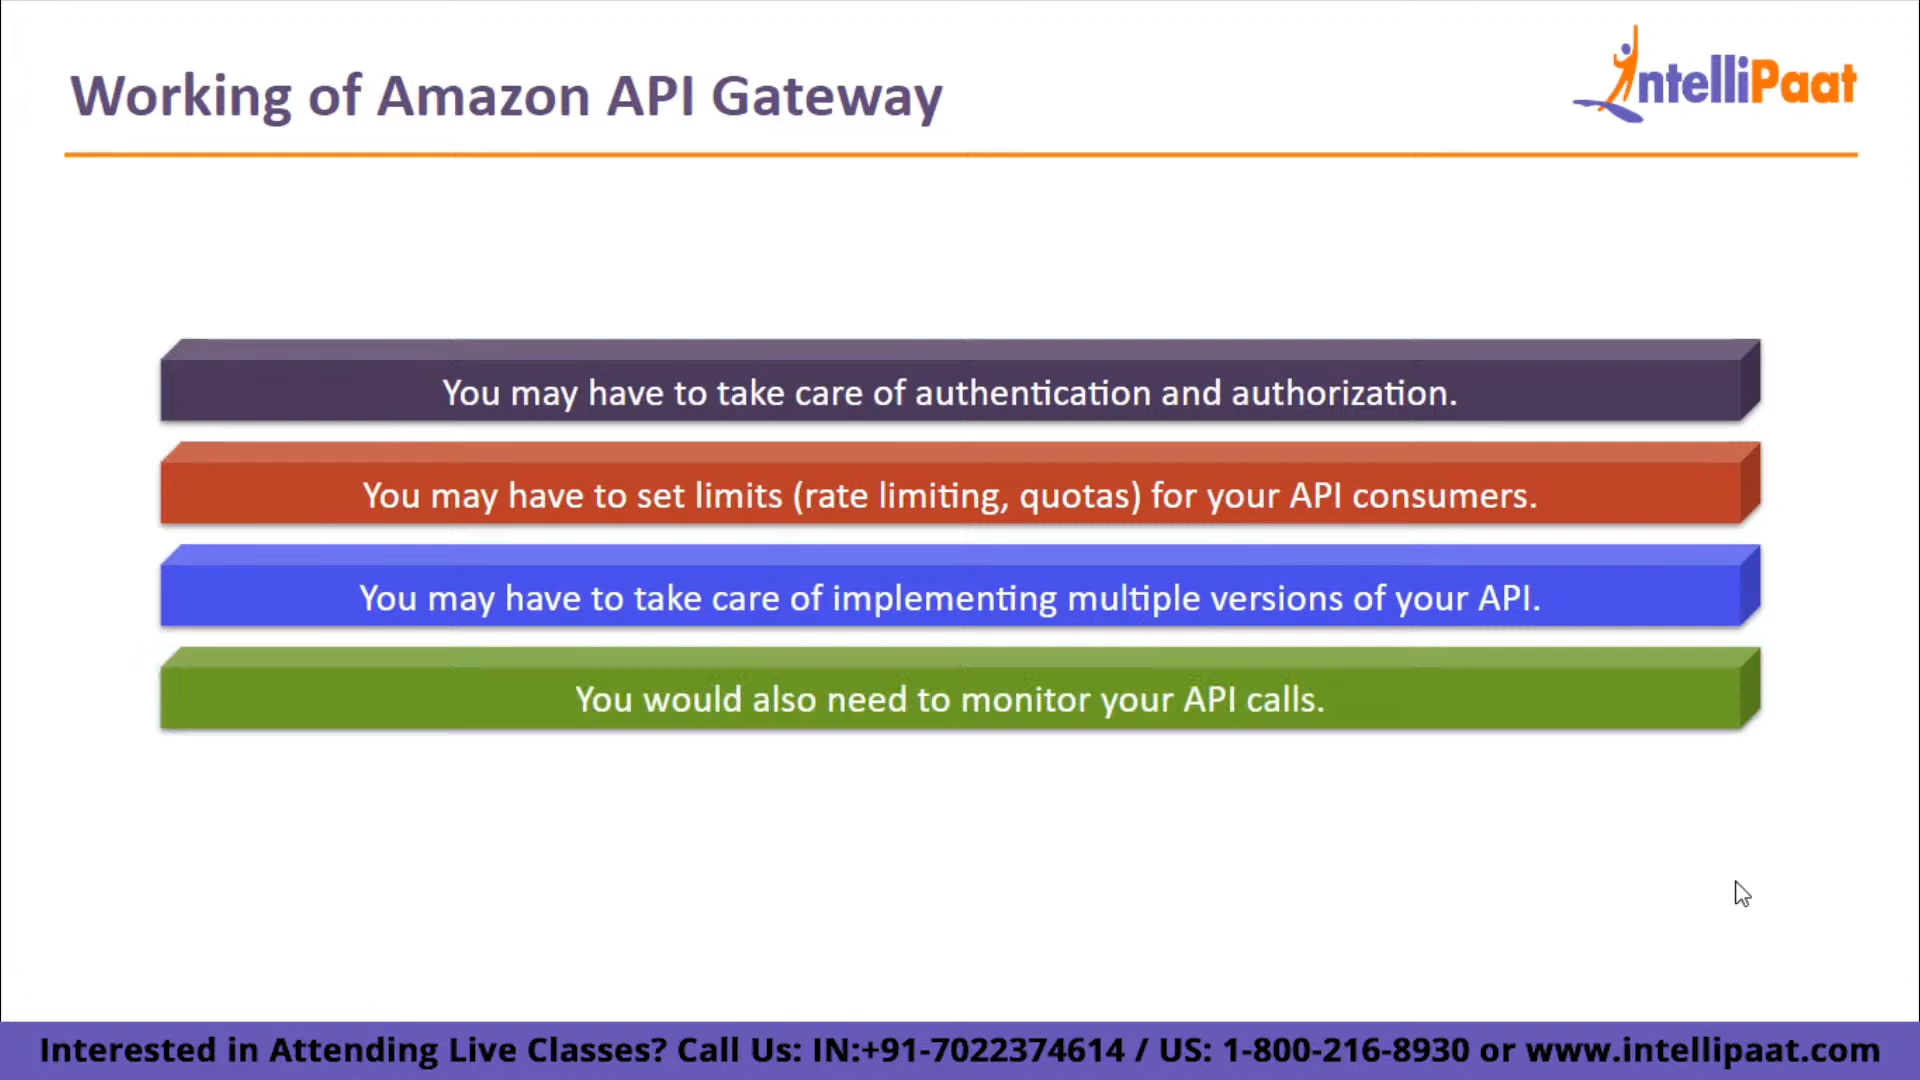 Working of Amazon API Gateway
IntelliPaat
You may have to take care of authentication and authorization.
You may have to set limits (rate limiting, quotas) for your API consumers.
You may have to take care of implementing multiple versions of your API.
You would also need to monitor your API calls.
Interested in Attending Live Classes? Call Us: IN:+91-7022374614 / US: 1-800-216-8930 or www.intellipaat.com